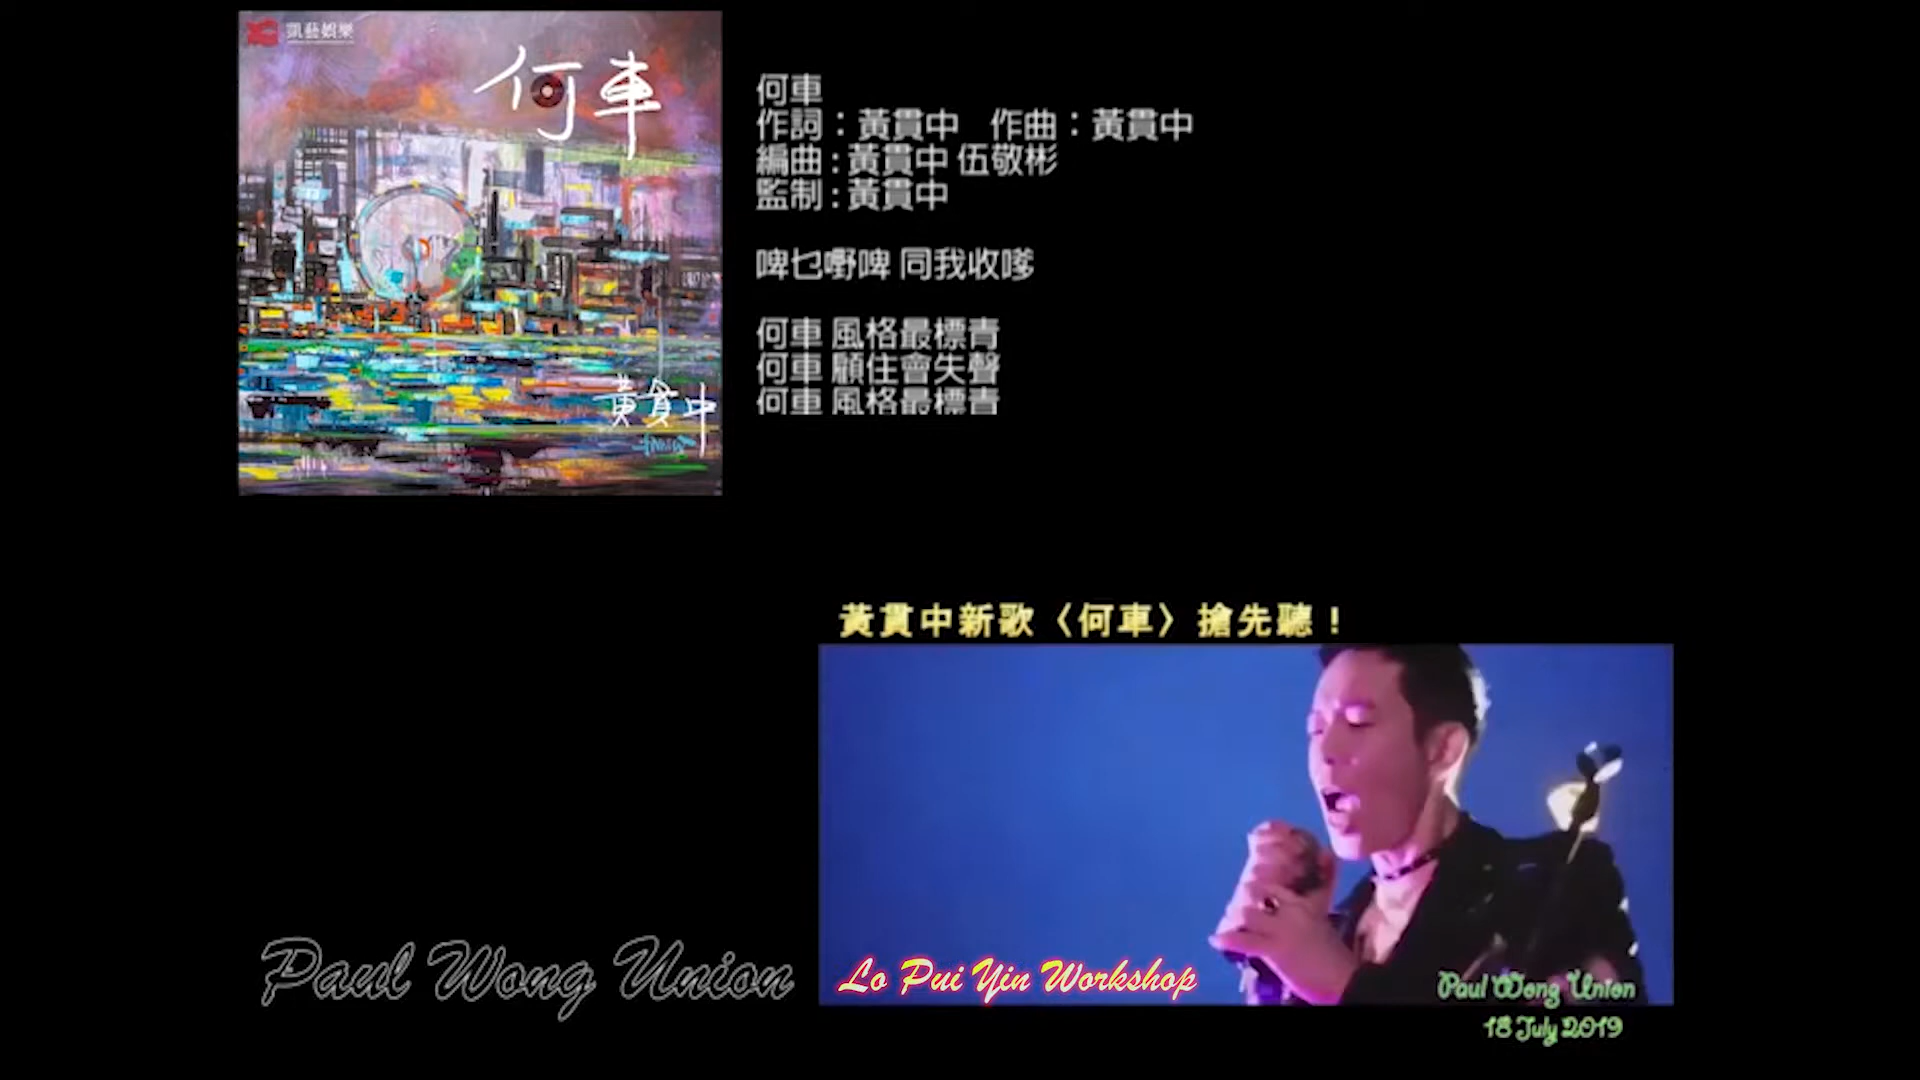 凱藝娛樂
何車
黃貫中
何車
作詞：黃貫中　作曲：黃貫中
編曲 : 黃貫中 伍敬彬
監制 : 黃貫中
啤乜嘢啤 同我收嗲
何車 風格最標青
何車 顧住會失聲
何車 風格最標青
黃貫中新歌〈何車〉搶先聽！
Paul Wong Union
Lo Pui Yin Workshop
Paul Wong Union
18 July 2019